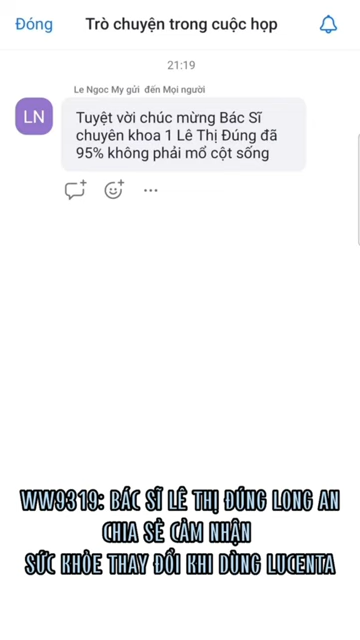 Đóng
Trò chuyện trong cuộc họp
21:19
Le Ngoc My gửi đến Mọi người
LN
Tuyệt vời chúc mừng Bác Sĩ
chuyên khoa 1 Lê Thị Đúng đã
95% không phải mổ cột sống
WW9319: BÁC SĨ LÊ THỊ ĐÚNG LONG AN
CHIA SẺ CẢM NHẬN
SỨC KHỎE THAY ĐỔI KHI DÙNG LUCENTA